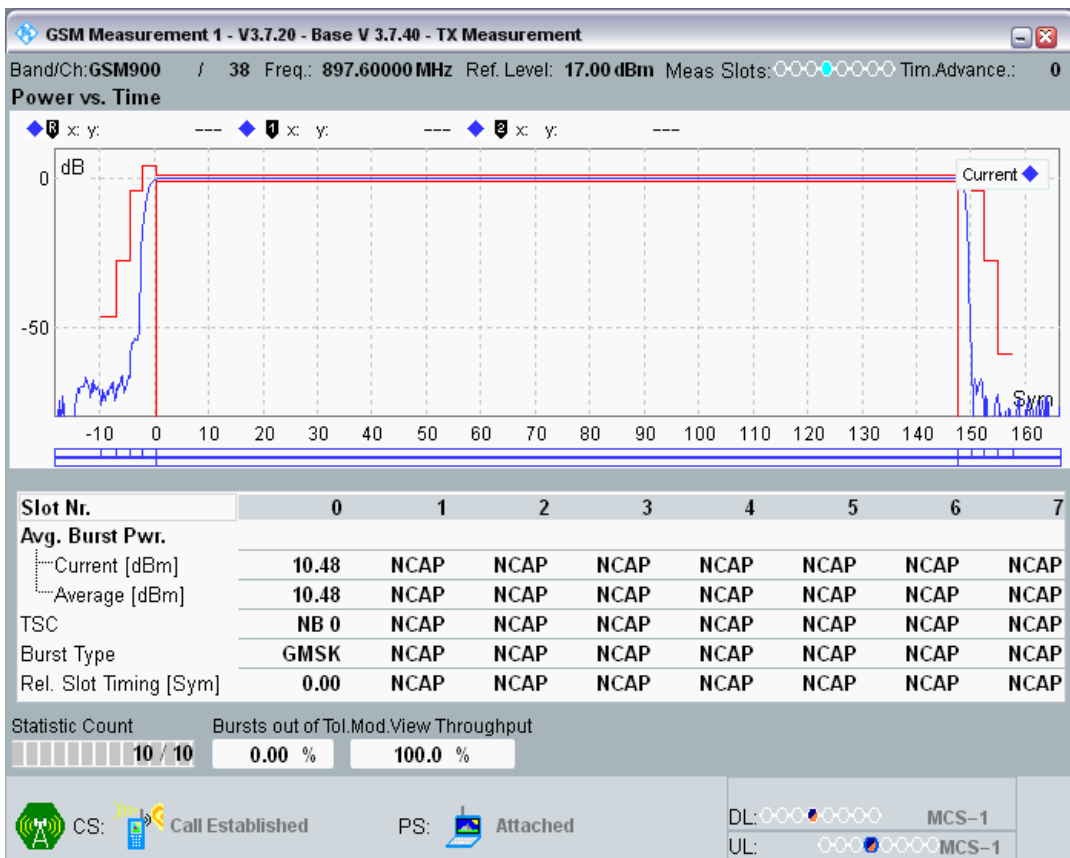 GSM Measurement 1 - V3.7.20 - Base V 3.7.40 - TX Measurement
Band/Ch:GSM900 / 38 Freq.: 897.60000 MHz Ref. Level: 17.00 dBm Meas Slots: Tim.Advance.: 0
Power vs. Time
R x: y: --- 1 x: y: --- 2 x: y: ---
dB
Current
0
-50
Sym
-10 0 10 20 30 40 50 60 70 80 90 100 110 120 130 140 150 160
Slot Nr. 0 1 2 3 4 5 6 7
Avg. Burst Pwr.
Current [dBm] 10.48 NCAP NCAP NCAP NCAP NCAP NCAP NCAP
Average [dBm] 10.48 NCAP NCAP NCAP NCAP NCAP NCAP NCAP
TSC NB 0 NCAP NCAP NCAP NCAP NCAP NCAP NCAP
Burst Type GMSK NCAP NCAP NCAP NCAP NCAP NCAP NCAP
Rel. Slot Timing [Sym] 0.00 NCAP NCAP NCAP NCAP NCAP NCAP NCAP
Statistic Count Bursts out of Tol.Mod.View Throughput
10 / 10 0.00 % 100.0 %
CS: Call Established PS: Attached
DL: MCS-1
UL: MCS-1